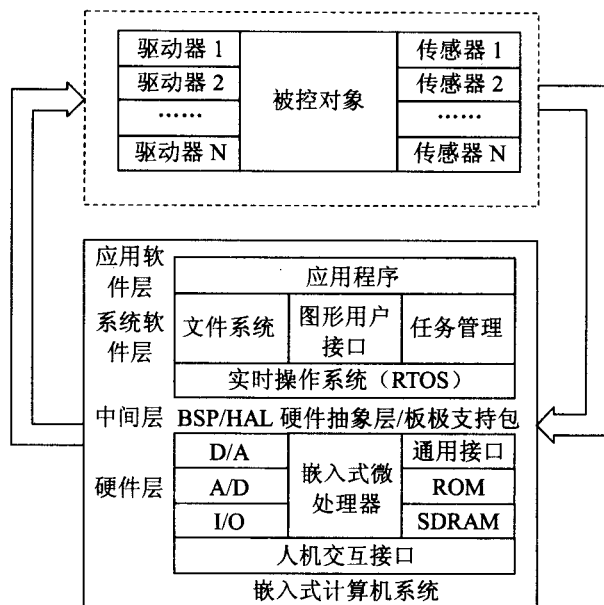 驱动器 1
驱动器 2
……
驱动器 N
被控对象
传感器 1
传感器 2
……
传感器 N
应用软
件层
应用程序
系统软
件层
文件系统
图形用户
接口
任务管理
实时操作系统（RTOS）
中间层
BSP/HAL 硬件抽象层/板极支持包
硬件层
D/A
A/D
I/O
嵌入式微
处理器
通用接口
ROM
SDRAM
人机交互接口
嵌入式计算机系统